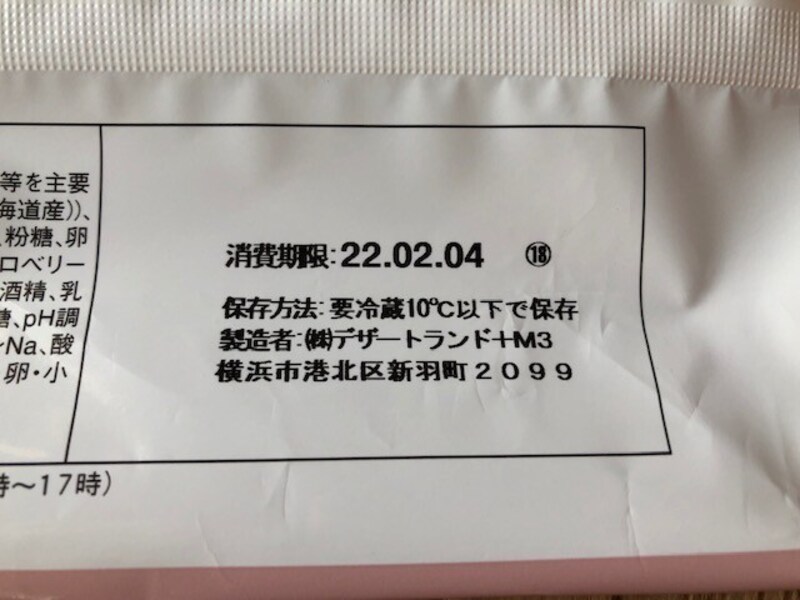 等を主要
海道産))、
粉糖、卵
ロベリー
酒精、乳
糖、pH調
Na、酸
卵・小
消費期限:22.02.04 ⑱
保存方法:要冷蔵10℃以下で保存
製造者:㈱デザートランド+M3
横浜市港北区新羽町2099
時～17時)